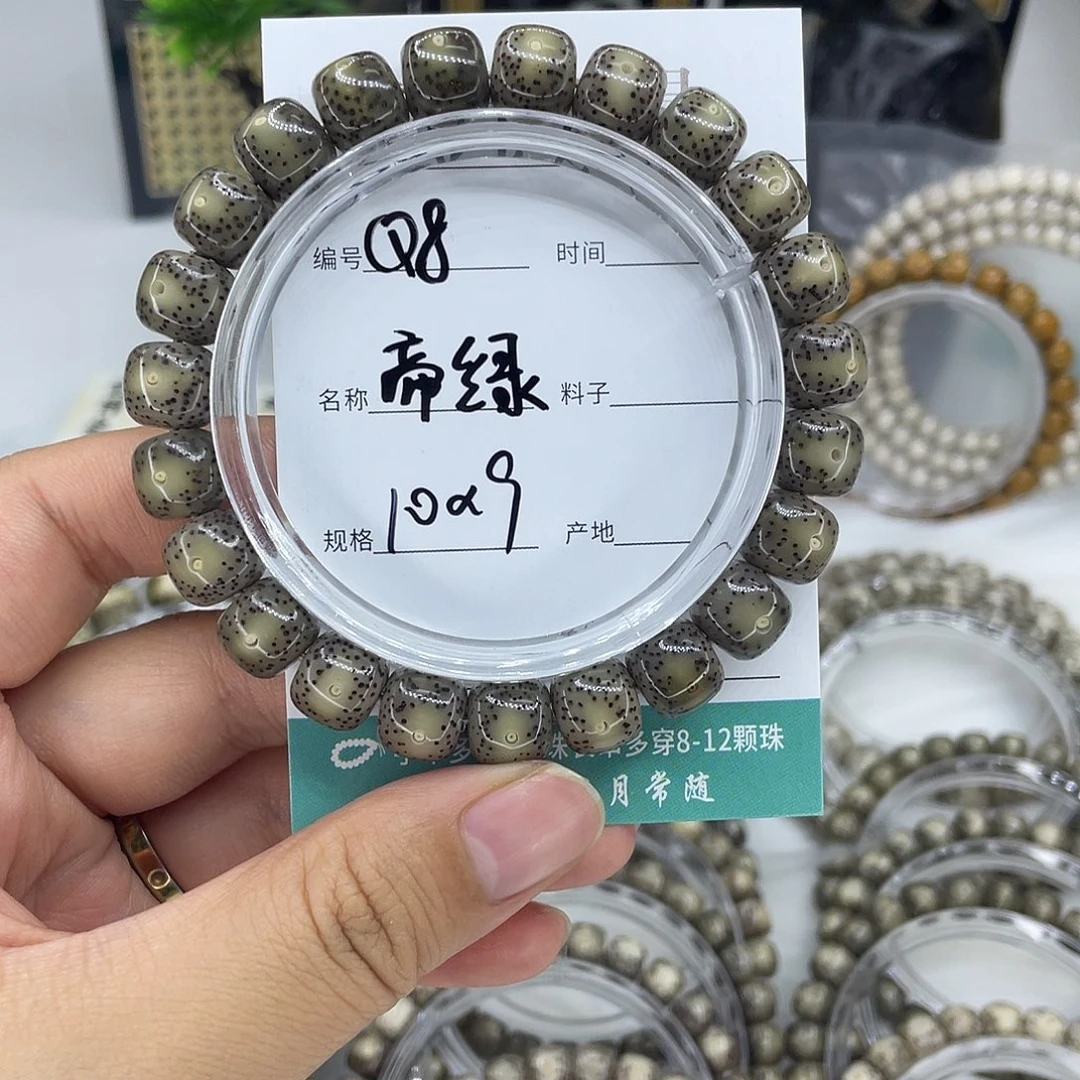 编号 Q8 时间
名称 帝绿 料子
规格 10x9 产地
多穿8-12颗珠
月常随